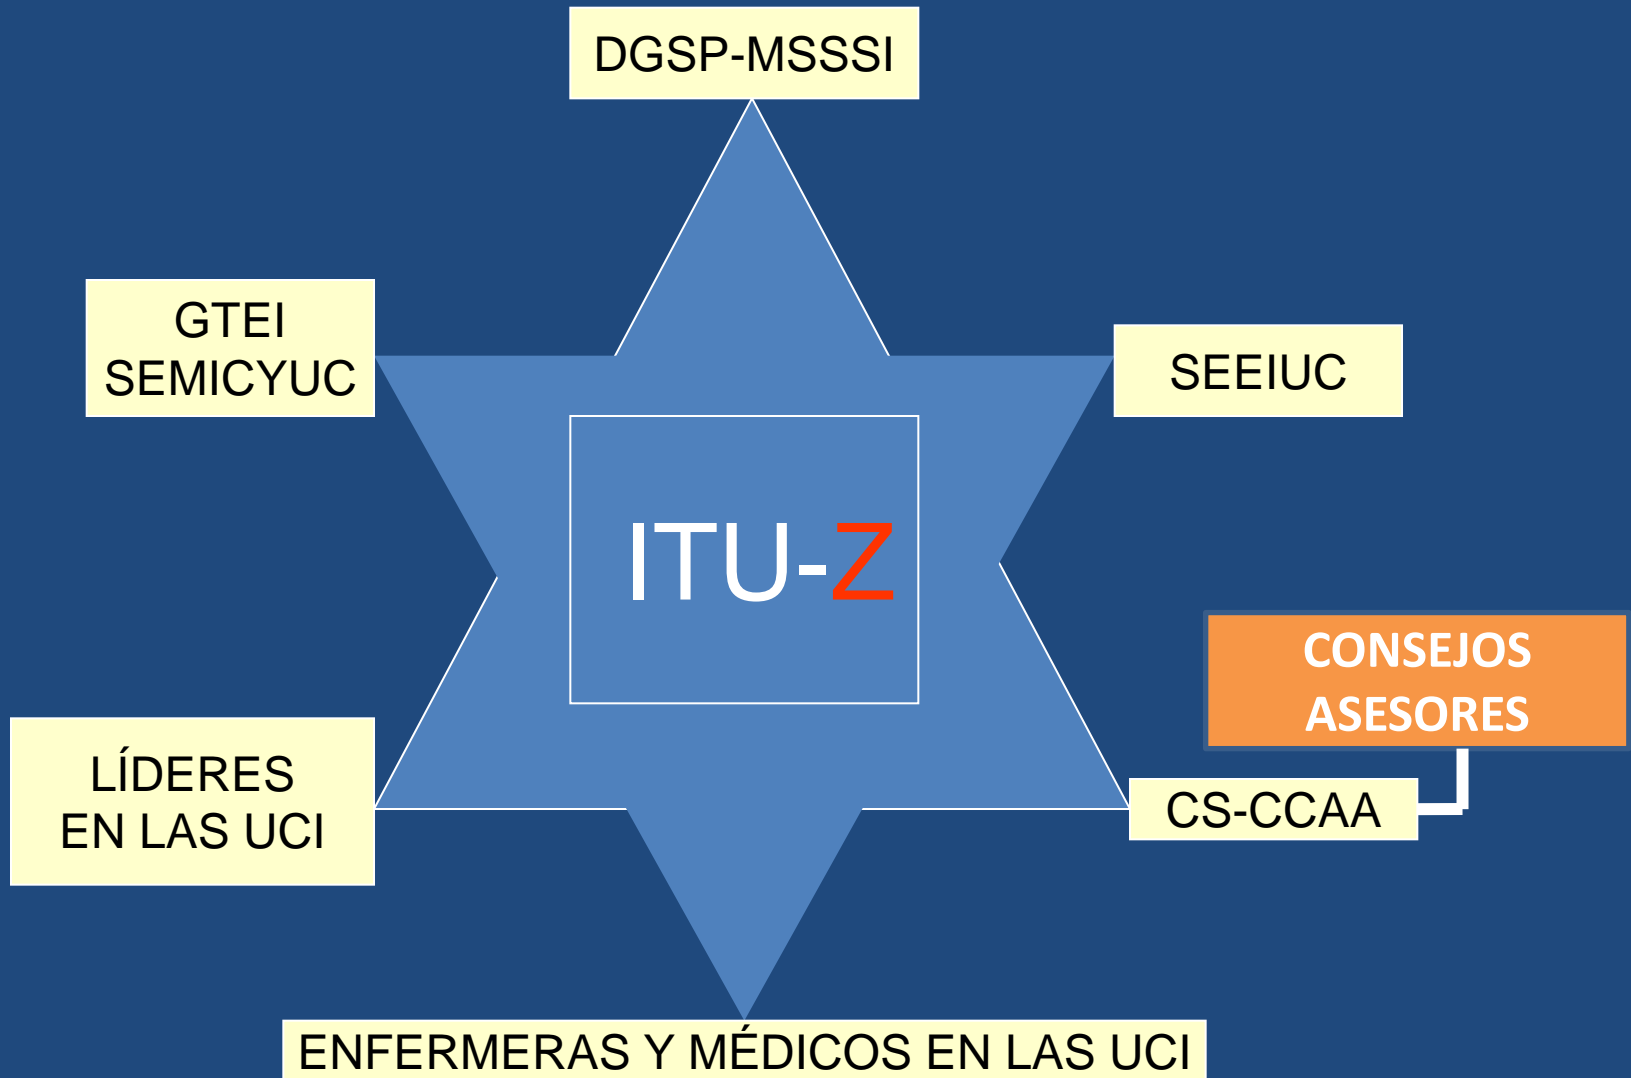 DGSP-MSSSI
GTEI
SEMICYUC
SEEIUC
ITU-Z
CONSEJOS
ASESORES
LÍDERES
EN LAS UCI
CS-CCAA
ENFERMERAS Y MÉDICOS EN LAS UCI